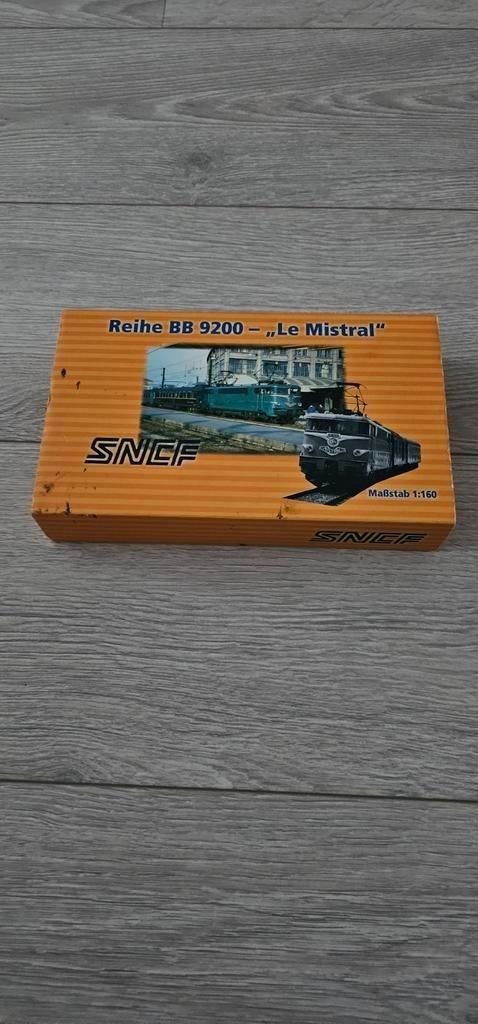 Reihe BB 9200 – „Le Mistral“
SNCF
Maßstab 1:160
SNCF